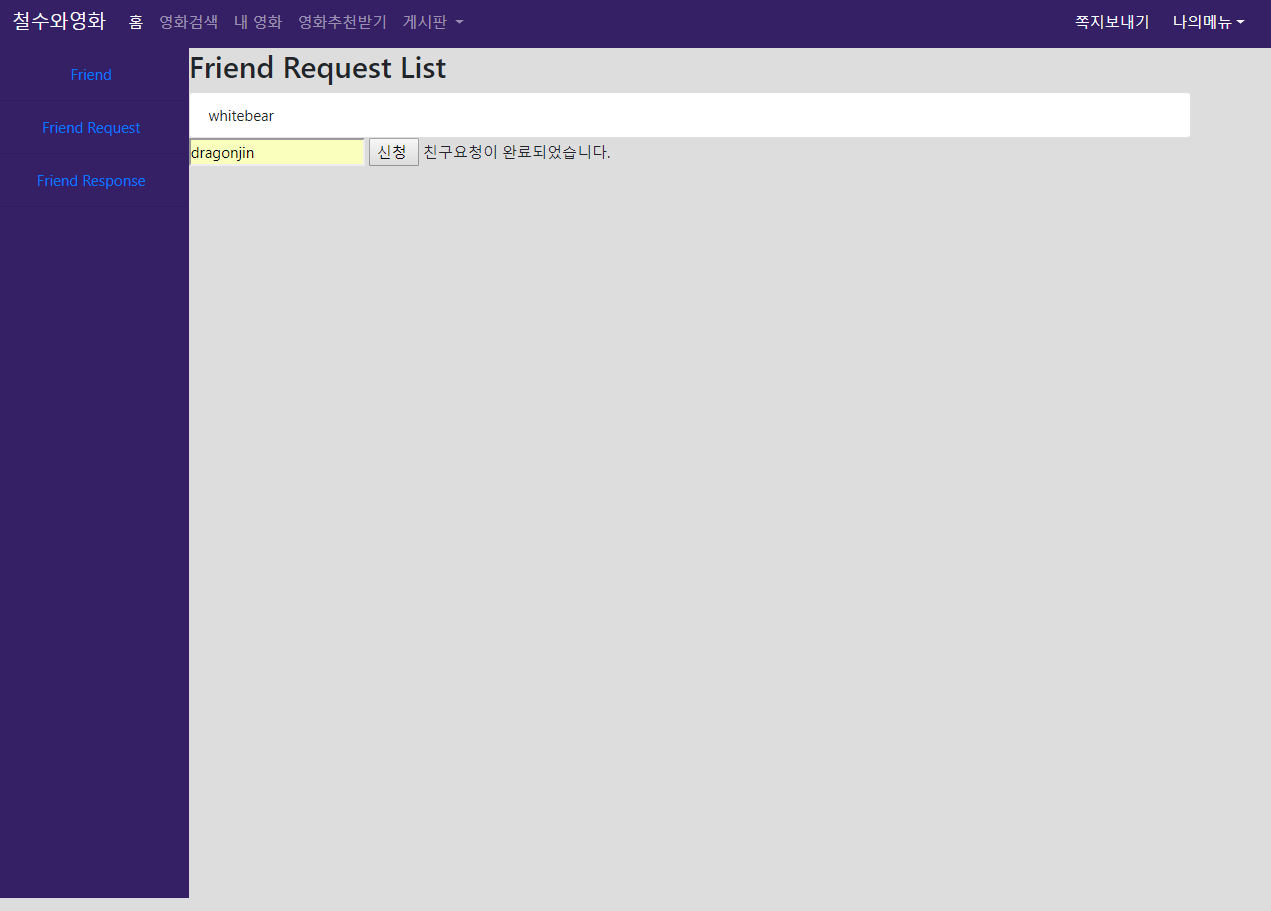 철수와영화 홈 영화검색 내 영화 영화추천받기 게시판 쪽지보내기 나의메뉴
Friend
Friend Request
Friend Response
Friend Request List
whitebear
dragonjin 신청 친구요청이 완료되었습니다.